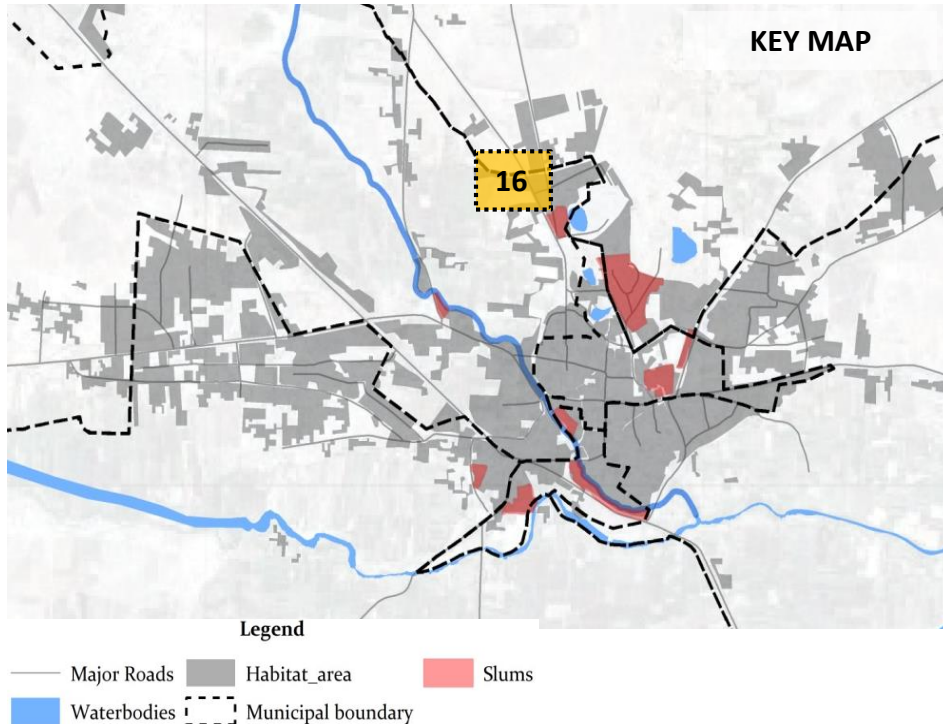 KEY MAP
16
Legend
Major Roads Habitat_area Slums
Waterbodies Municipal boundary